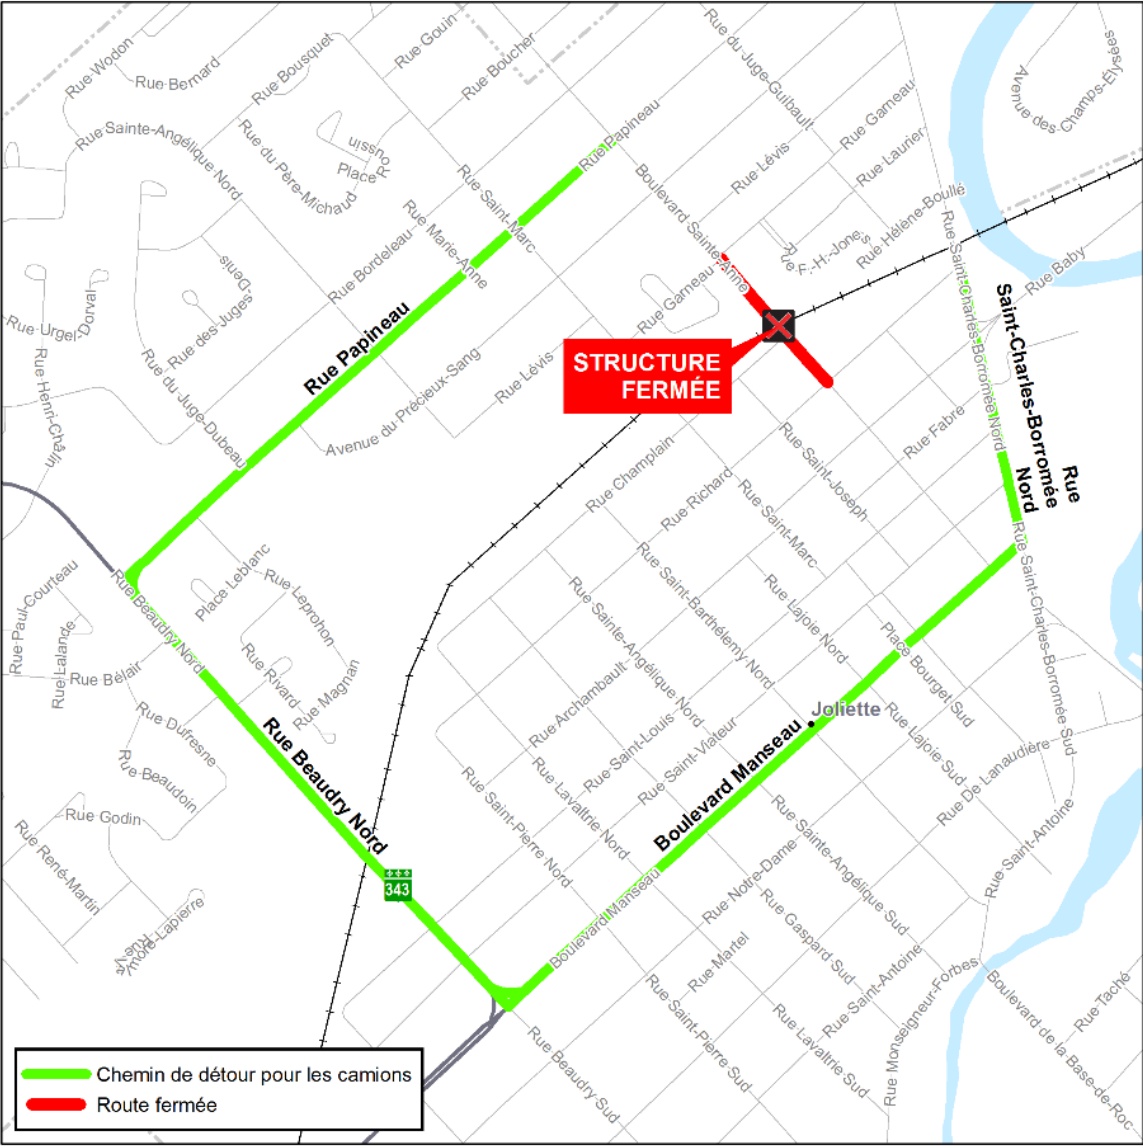 Rue Wodon
Rue Bernard
Rue Bousquet
Rue Gouin
Rue Boucher
Rue du Juge-Guibault
Avenue des-Champs-Élysées
Rue Sainte-Angélique Nord
Rue du Père-Michaud
Place Roussin
Rue Papineau
Rue Garneau
Rue Laurier
Rue Lévis
Boulevard Sainte-Anne
Rue Saint-Marc
Rue Marie-Anne
Rue Bordeleau
Rue F.-H.-Jones
Rue Hélène-Boullé
Rue Saint-Charles-Borromée Nord
Rue Baby
Rue Urgel-Dorval
Rue des Juges-Denis
Rue Henri-Châlin
Rue du Juge-Dubeau
Rue Papineau
Avenue du Précieux-Sang
Rue Lévis
Rue Garneau
STRUCTURE
FERMÉE
Rue
Saint-Charles-Borromée
Nord
Rue Fabre
Rue Champlain
Rue Richard
Rue Saint-Joseph
Rue Saint-Marc
Rue Paul-Courteau
Rue Lalande
Rue Bélair
Rue Beaudry Nord
Place Leblanc
Rue Leprohon
Rue Rivard
Rue Magnan
Rue Saint-Barthélemy Nord
Rue Sainte-Angélique Nord
Rue Lajoie Nord
Place Bourget Sud
Rue Saint-Charles-Borromée Sud
Rue Archambault
Rue Saint-Louis
Rue Saint-Viateur
Joliette
Rue Lajoie Sud
Rue De Lanaudière
Rue Dufresne
Rue Beaudoin
Rue Godin
Rue René-Martin
Rue Beaudry Nord
343
Rue Saint-Pierre Nord
Rue Lavaltrie Nord
Boulevard Manseau
Boulevard Manseau
Rue Sainte-Angélique Sud
Rue Notre-Dame
Rue Gaspard Sud
Rue Martel
Rue Saint-Antoine
Rue Saint-Antoine
Rue Monseigneur-Forbes
Boulevard de la Base-de-Roc
Rue Taché
Rue Saint-Pierre Sud
Rue Lavaltrie Sud
Rue Beaudry Sud
Chemin de détour pour les camions
Route fermée